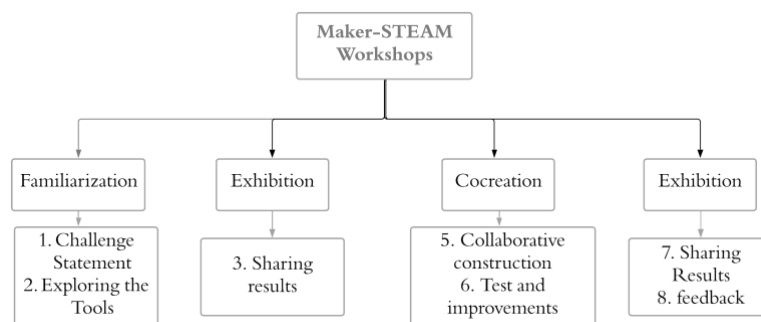 Maker-STEAM
Workshops
Familiarization
Exhibition
Cocreation
Exhibition
1. Challenge
Statement
2. Exploring the
Tools
3. Sharing
results
5. Collaborative
construction
6. Test and
improvements
7. Sharing
Results
8. feedback